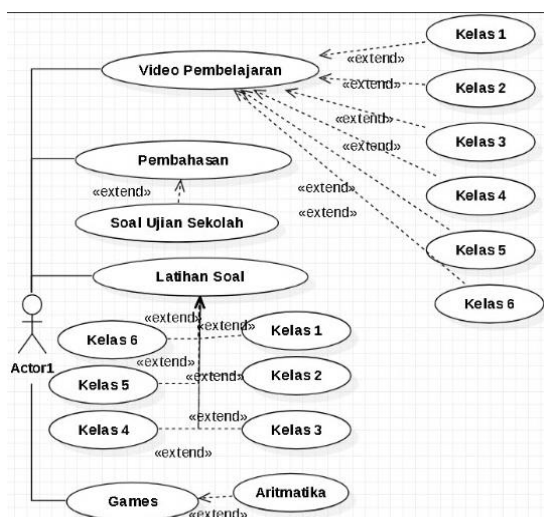 Kelas 1
Video Pembelajaran
«extend»
Kelas 2
«extend»
Kelas 3
«extend»
Pembahasan
«extend»
«extend»
Kelas 4
«extend»
«extend»
Soal Ujian Sekolah
Kelas 5
Latihan Soal
Kelas 6
«extend»
«extend»
Kelas 1
Kelas 6
Actor1
«extend»
«extend»
Kelas 2
Kelas 5
«extend»
«extend»
Kelas 4
Kelas 3
«extend»
Aritmatika
Games
«extend»